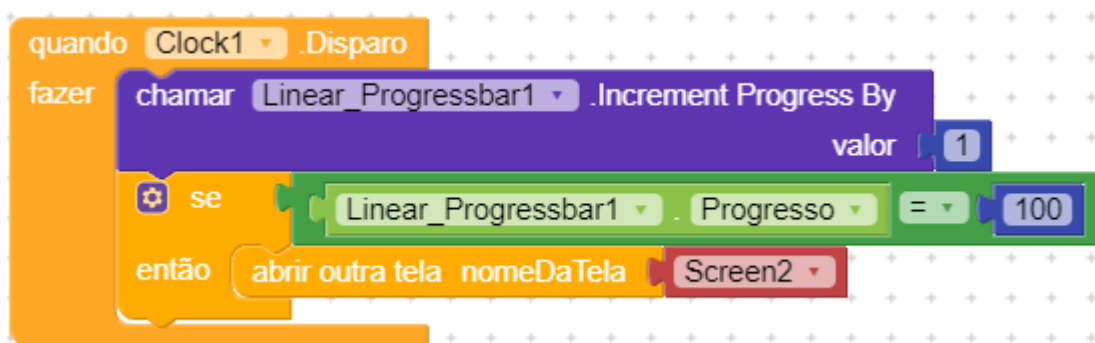 quando Clock1 .Disparo
fazer chamar Linear_Progressbar1 .Increment Progress By
valor 1
se Linear_Progressbar1 . Progresso = 100
então abrir outra tela nomeDaTela Screen2